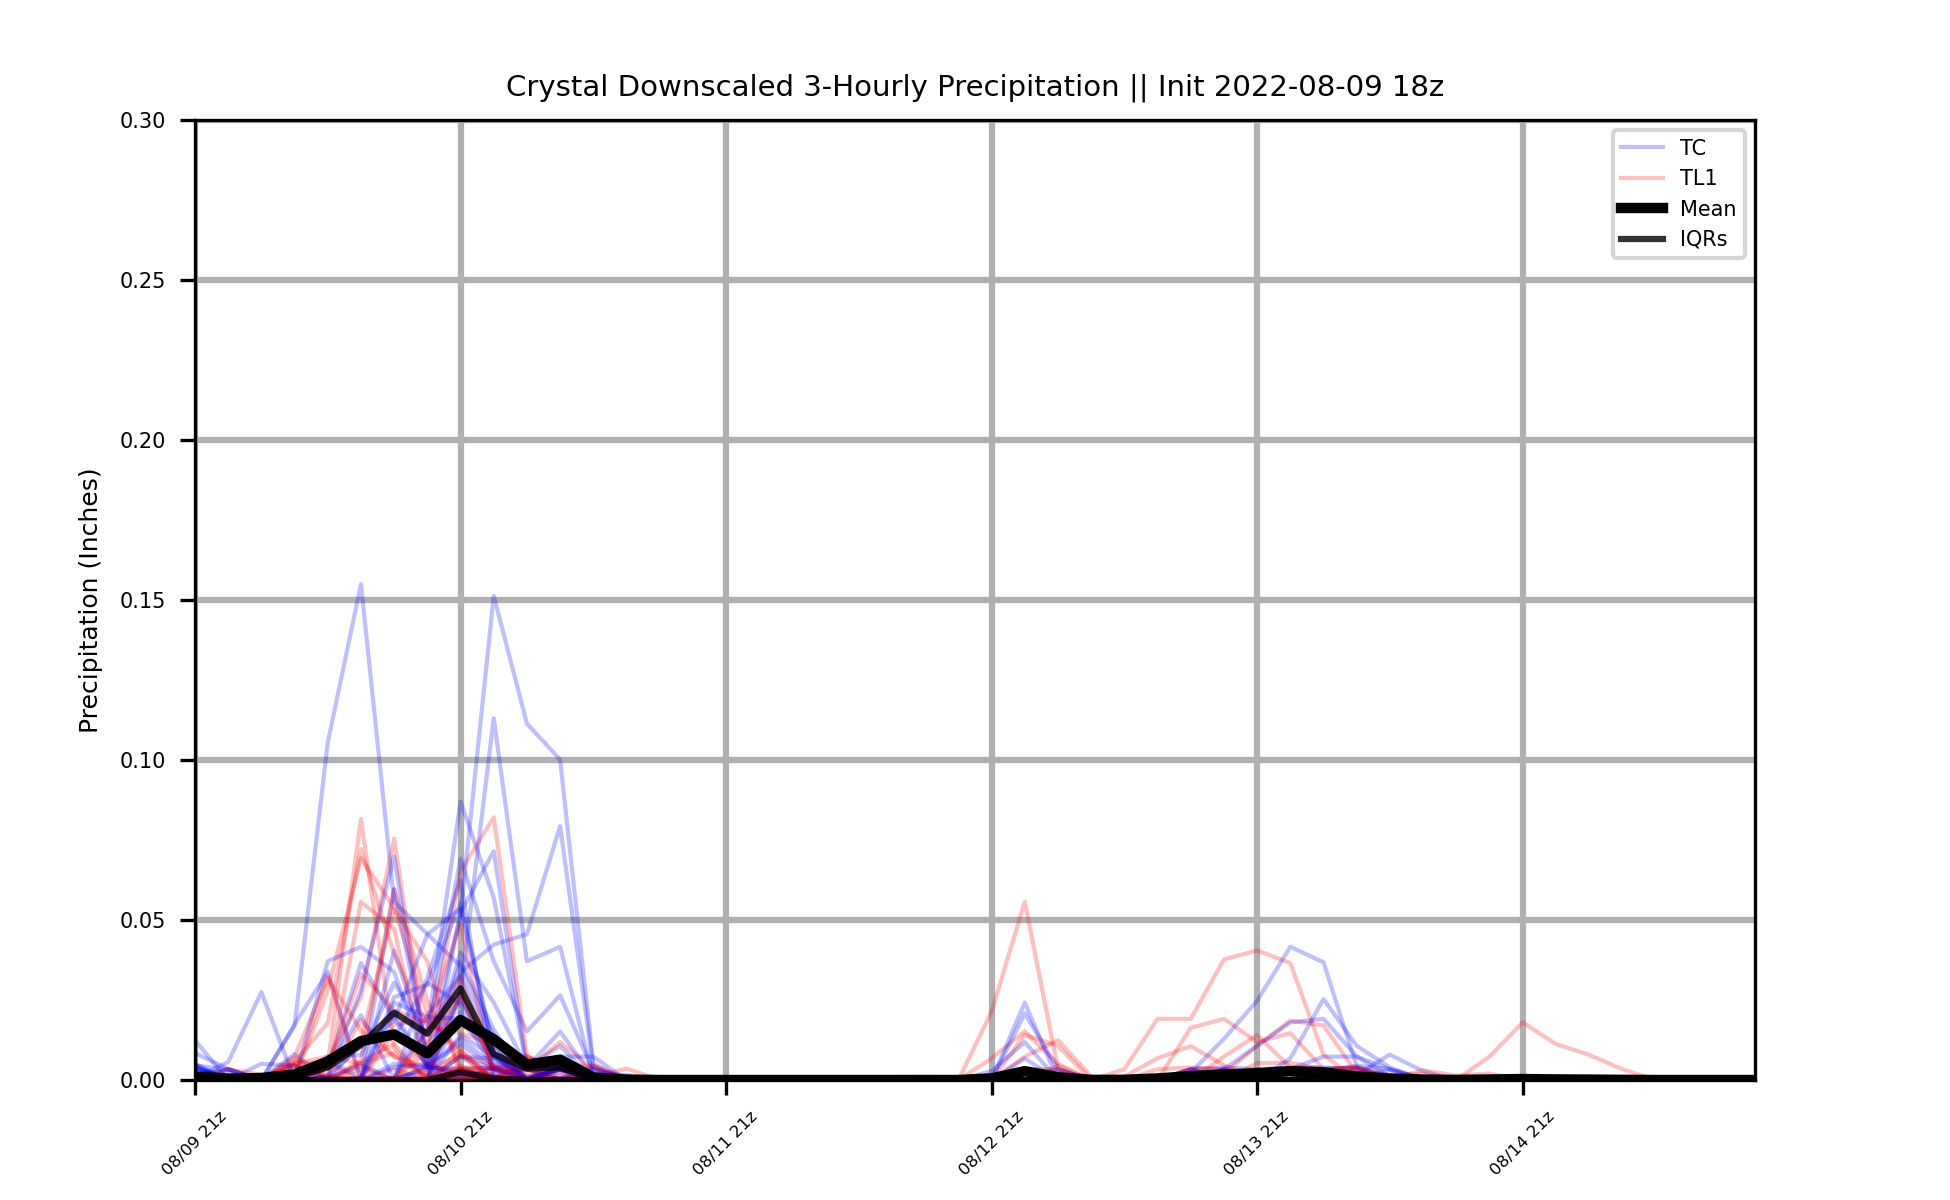 Crystal Downscaled 3-Hourly Precipitation || Init 2022-08-09 18z
0.30
0.25
0.20
0.15
0.10
0.05
0.00
Precipitation (Inches)
TC
TL1
Mean
IQRs
08/09 21z
08/10 21z
08/11 21z
08/12 21z
08/13 21z
08/14 21z